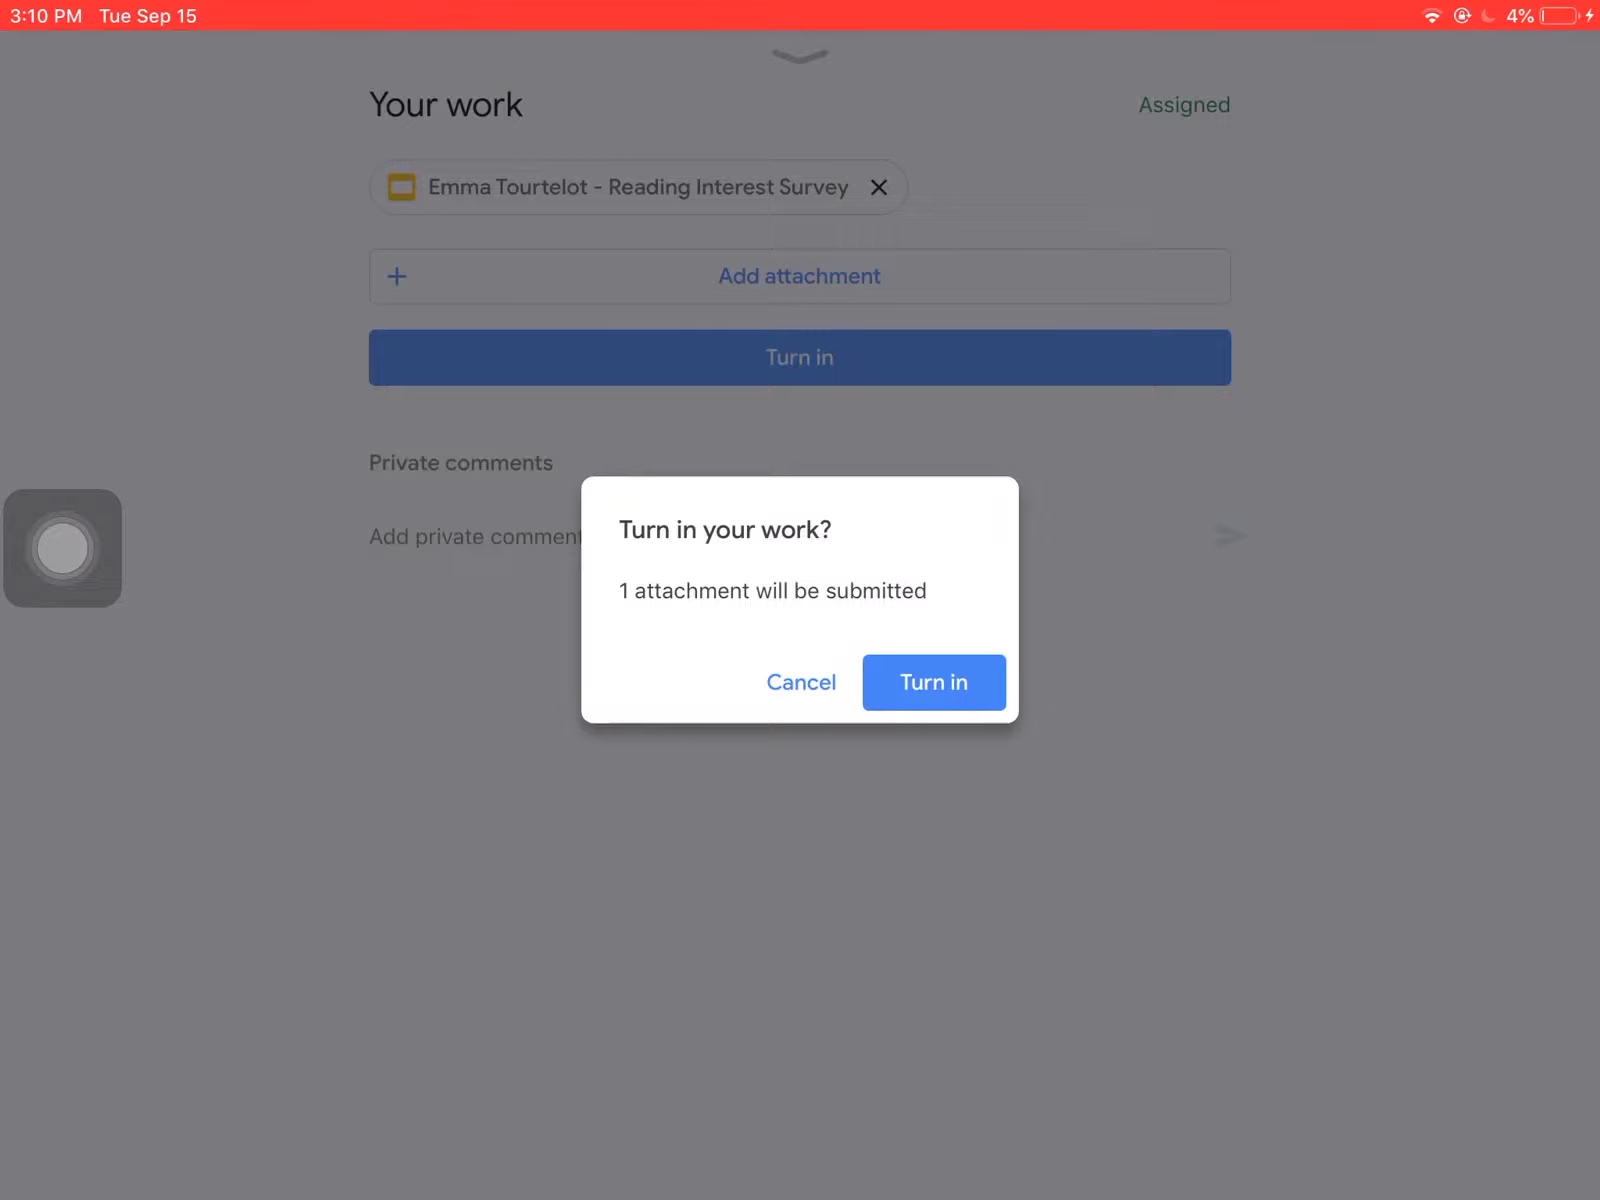 3:10 PM Tue Sep 15
4%
Your work
Assigned
Emma Tourtelot - Reading Interest Survey
Add attachment
Turn in
Private comments
Add private comment
Turn in your work?
1 attachment will be submitted
Cancel
Turn in